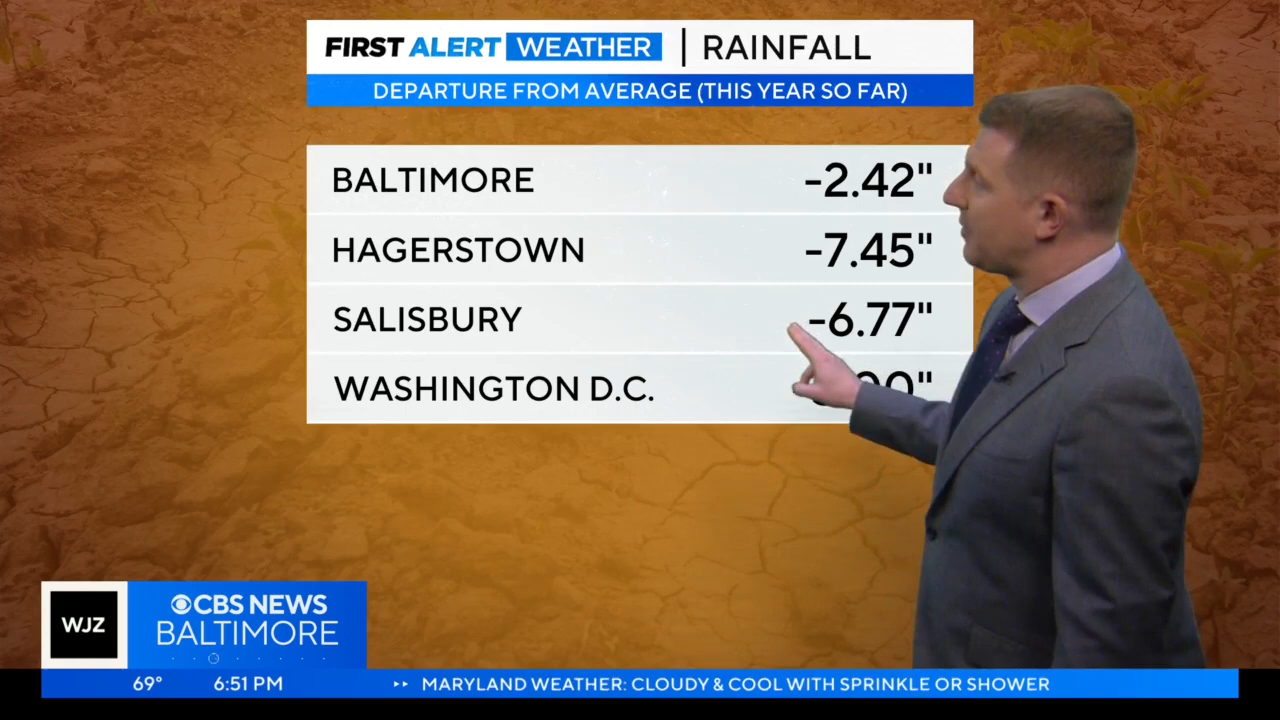 FIRST ALERT WEATHER | RAINFALL
DEPARTURE FROM AVERAGE (THIS YEAR SO FAR)
BALTIMORE -2.42"
HAGERSTOWN -7.45"
SALISBURY -6.77"
WASHINGTON D.C.
WJZ
CBS NEWS
BALTIMORE
69° 6:51 PM MARYLAND WEATHER: CLOUDY & COOL WITH SPRINKLE OR SHOWER